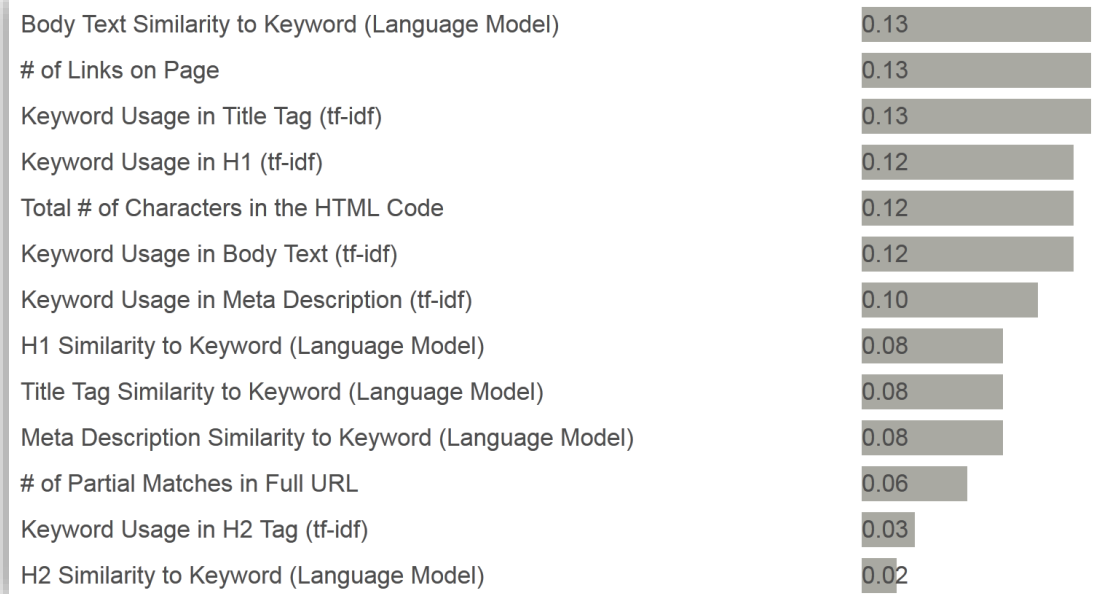 Body Text Similarity to Keyword (Language Model) 0.13
# of Links on Page 0.13
Keyword Usage in Title Tag (tf-idf) 0.13
Keyword Usage in H1 (tf-idf) 0.12
Total # of Characters in the HTML Code 0.12
Keyword Usage in Body Text (tf-idf) 0.12
Keyword Usage in Meta Description (tf-idf) 0.10
H1 Similarity to Keyword (Language Model) 0.08
Title Tag Similarity to Keyword (Language Model) 0.08
Meta Description Similarity to Keyword (Language Model) 0.08
# of Partial Matches in Full URL 0.06
Keyword Usage in H2 Tag (tf-idf) 0.03
H2 Similarity to Keyword (Language Model) 0.02